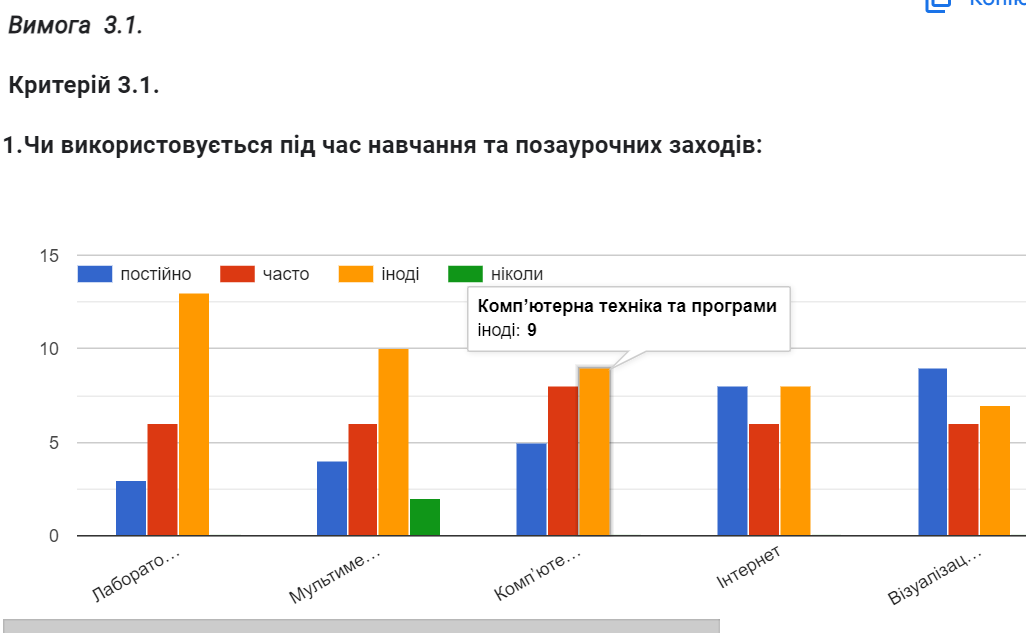 Вимога 3.1.
Критерій 3.1.
1.Чи використовується під час навчання та позаурочних заходів:
15
постійно часто іноді ніколи
Комп’ютерна техніка та програми
іноді: 9
10
5
0
Лаборато… Мультиме… Комп’юте… Інтернет Візуалізац…